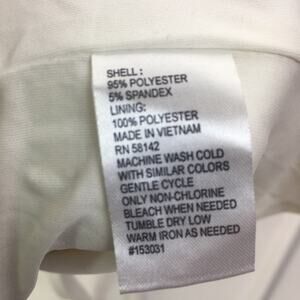 SHELL:
95% POLYESTER
5% SPANDEX
LINING:
100% POLYESTER
MADE IN VIETNAM
RN 58142
MACHINE WASH COLD
WITH SIMILAR COLORS
GENTLE CYCLE
ONLY NON-CHLORINE
BLEACH WHEN NEEDED
TUMBLE DRY LOW
WARM IRON AS NEEDED
#153031